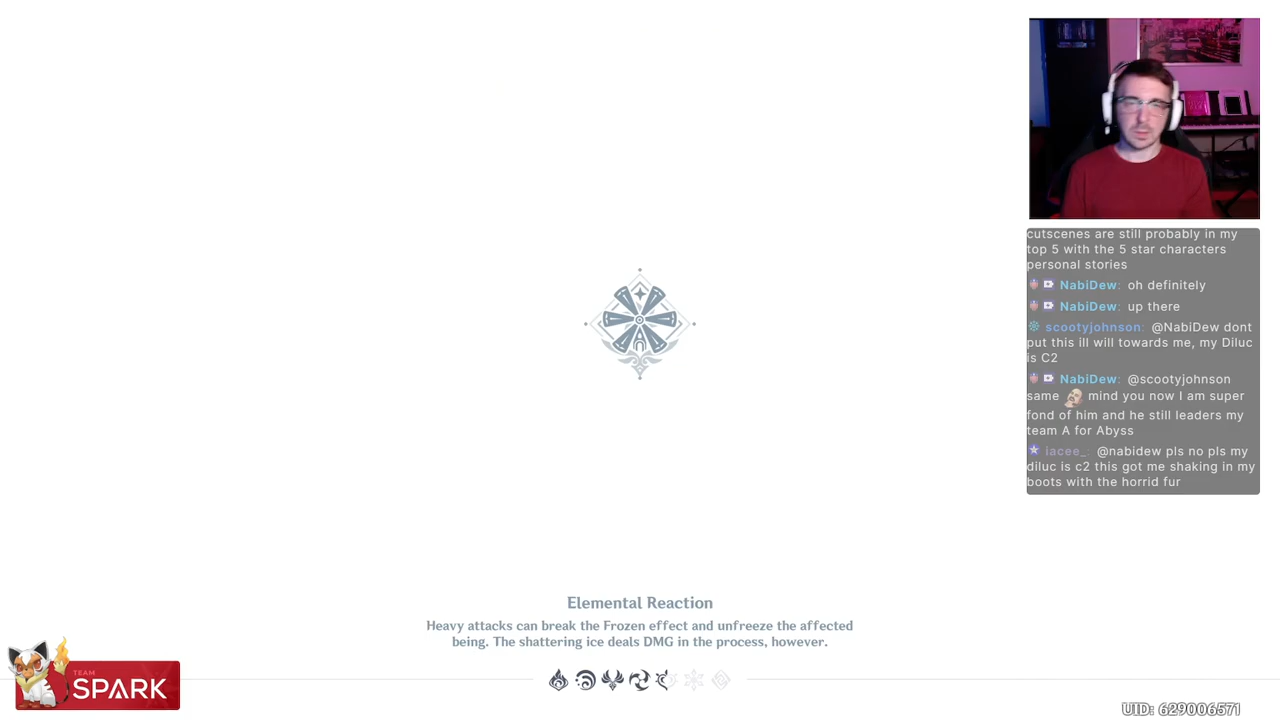 cutscenes are still probably in my
top 5 with the 5 star characters
personal stories
NabiDew: oh definitely
NabiDew: up there
scootyjohnson: @NabiDew dont
put this ill will towards me, my Diluc
is C2
NabiDew: @scootyjohnson
same mind you now I am super
fond of him and he still leaders my
team A for Abyss
lacee_: @nabidew pls no pls my
diluc is c2 this got me shaking in my
boots with the horrid fur
Elemental Reaction
Heavy attacks can break the Frozen effect and unfreeze the affected
being. The shattering ice deals DMG in the process, however.
TEAM
SPARK
UID: 629006571